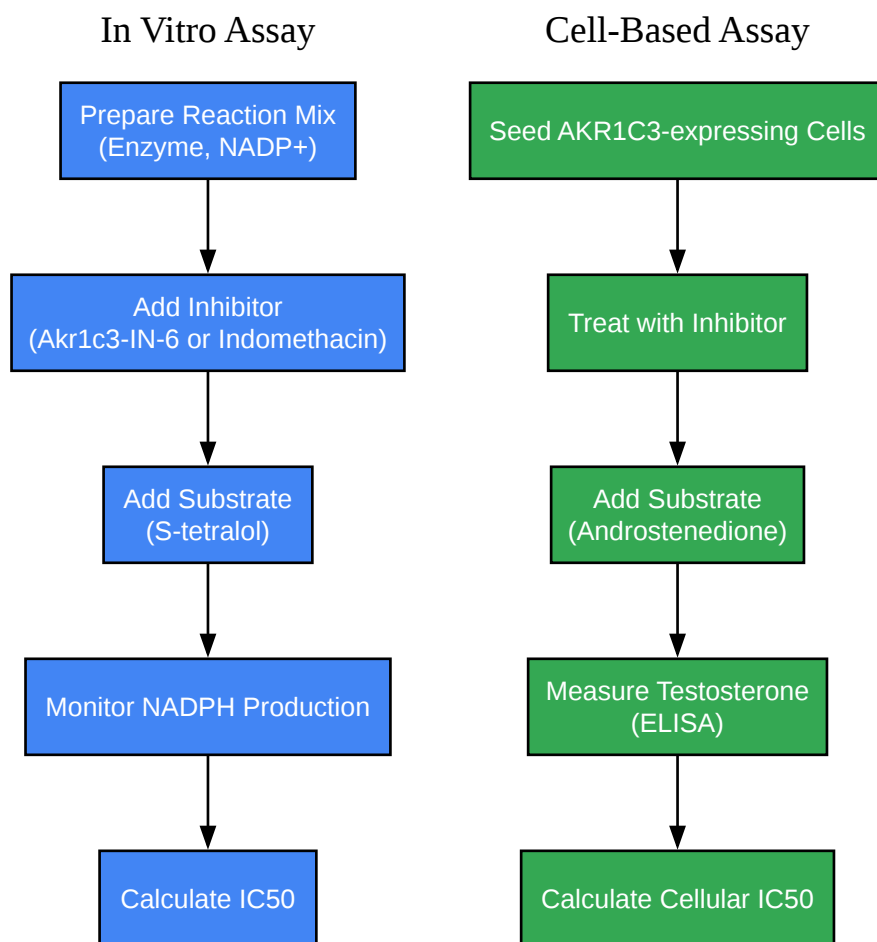 In Vitro Assay
Prepare Reaction Mix
(Enzyme, NADP+)
Add Inhibitor
(Akr1c3-IN-6 or Indomethacin)
Add Substrate
(S-tetralol)
Monitor NADPH Production
Calculate IC50
Cell-Based Assay
Seed AKR1C3-expressing Cells
Treat with Inhibitor
Add Substrate
(Androstenedione)
Measure Testosterone
(ELISA)
Calculate Cellular IC50